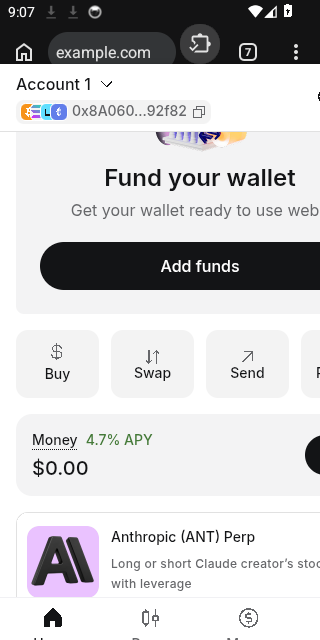 9:07
example.com
7
Account 1
0x8A060...92f82
Fund your wallet
Get your wallet ready to use web
Add funds
Buy
Swap
Send
Money 4.7% APY
$0.00
Anthropic (ANT) Perp
Long or short Claude creator's stoc
with leverage